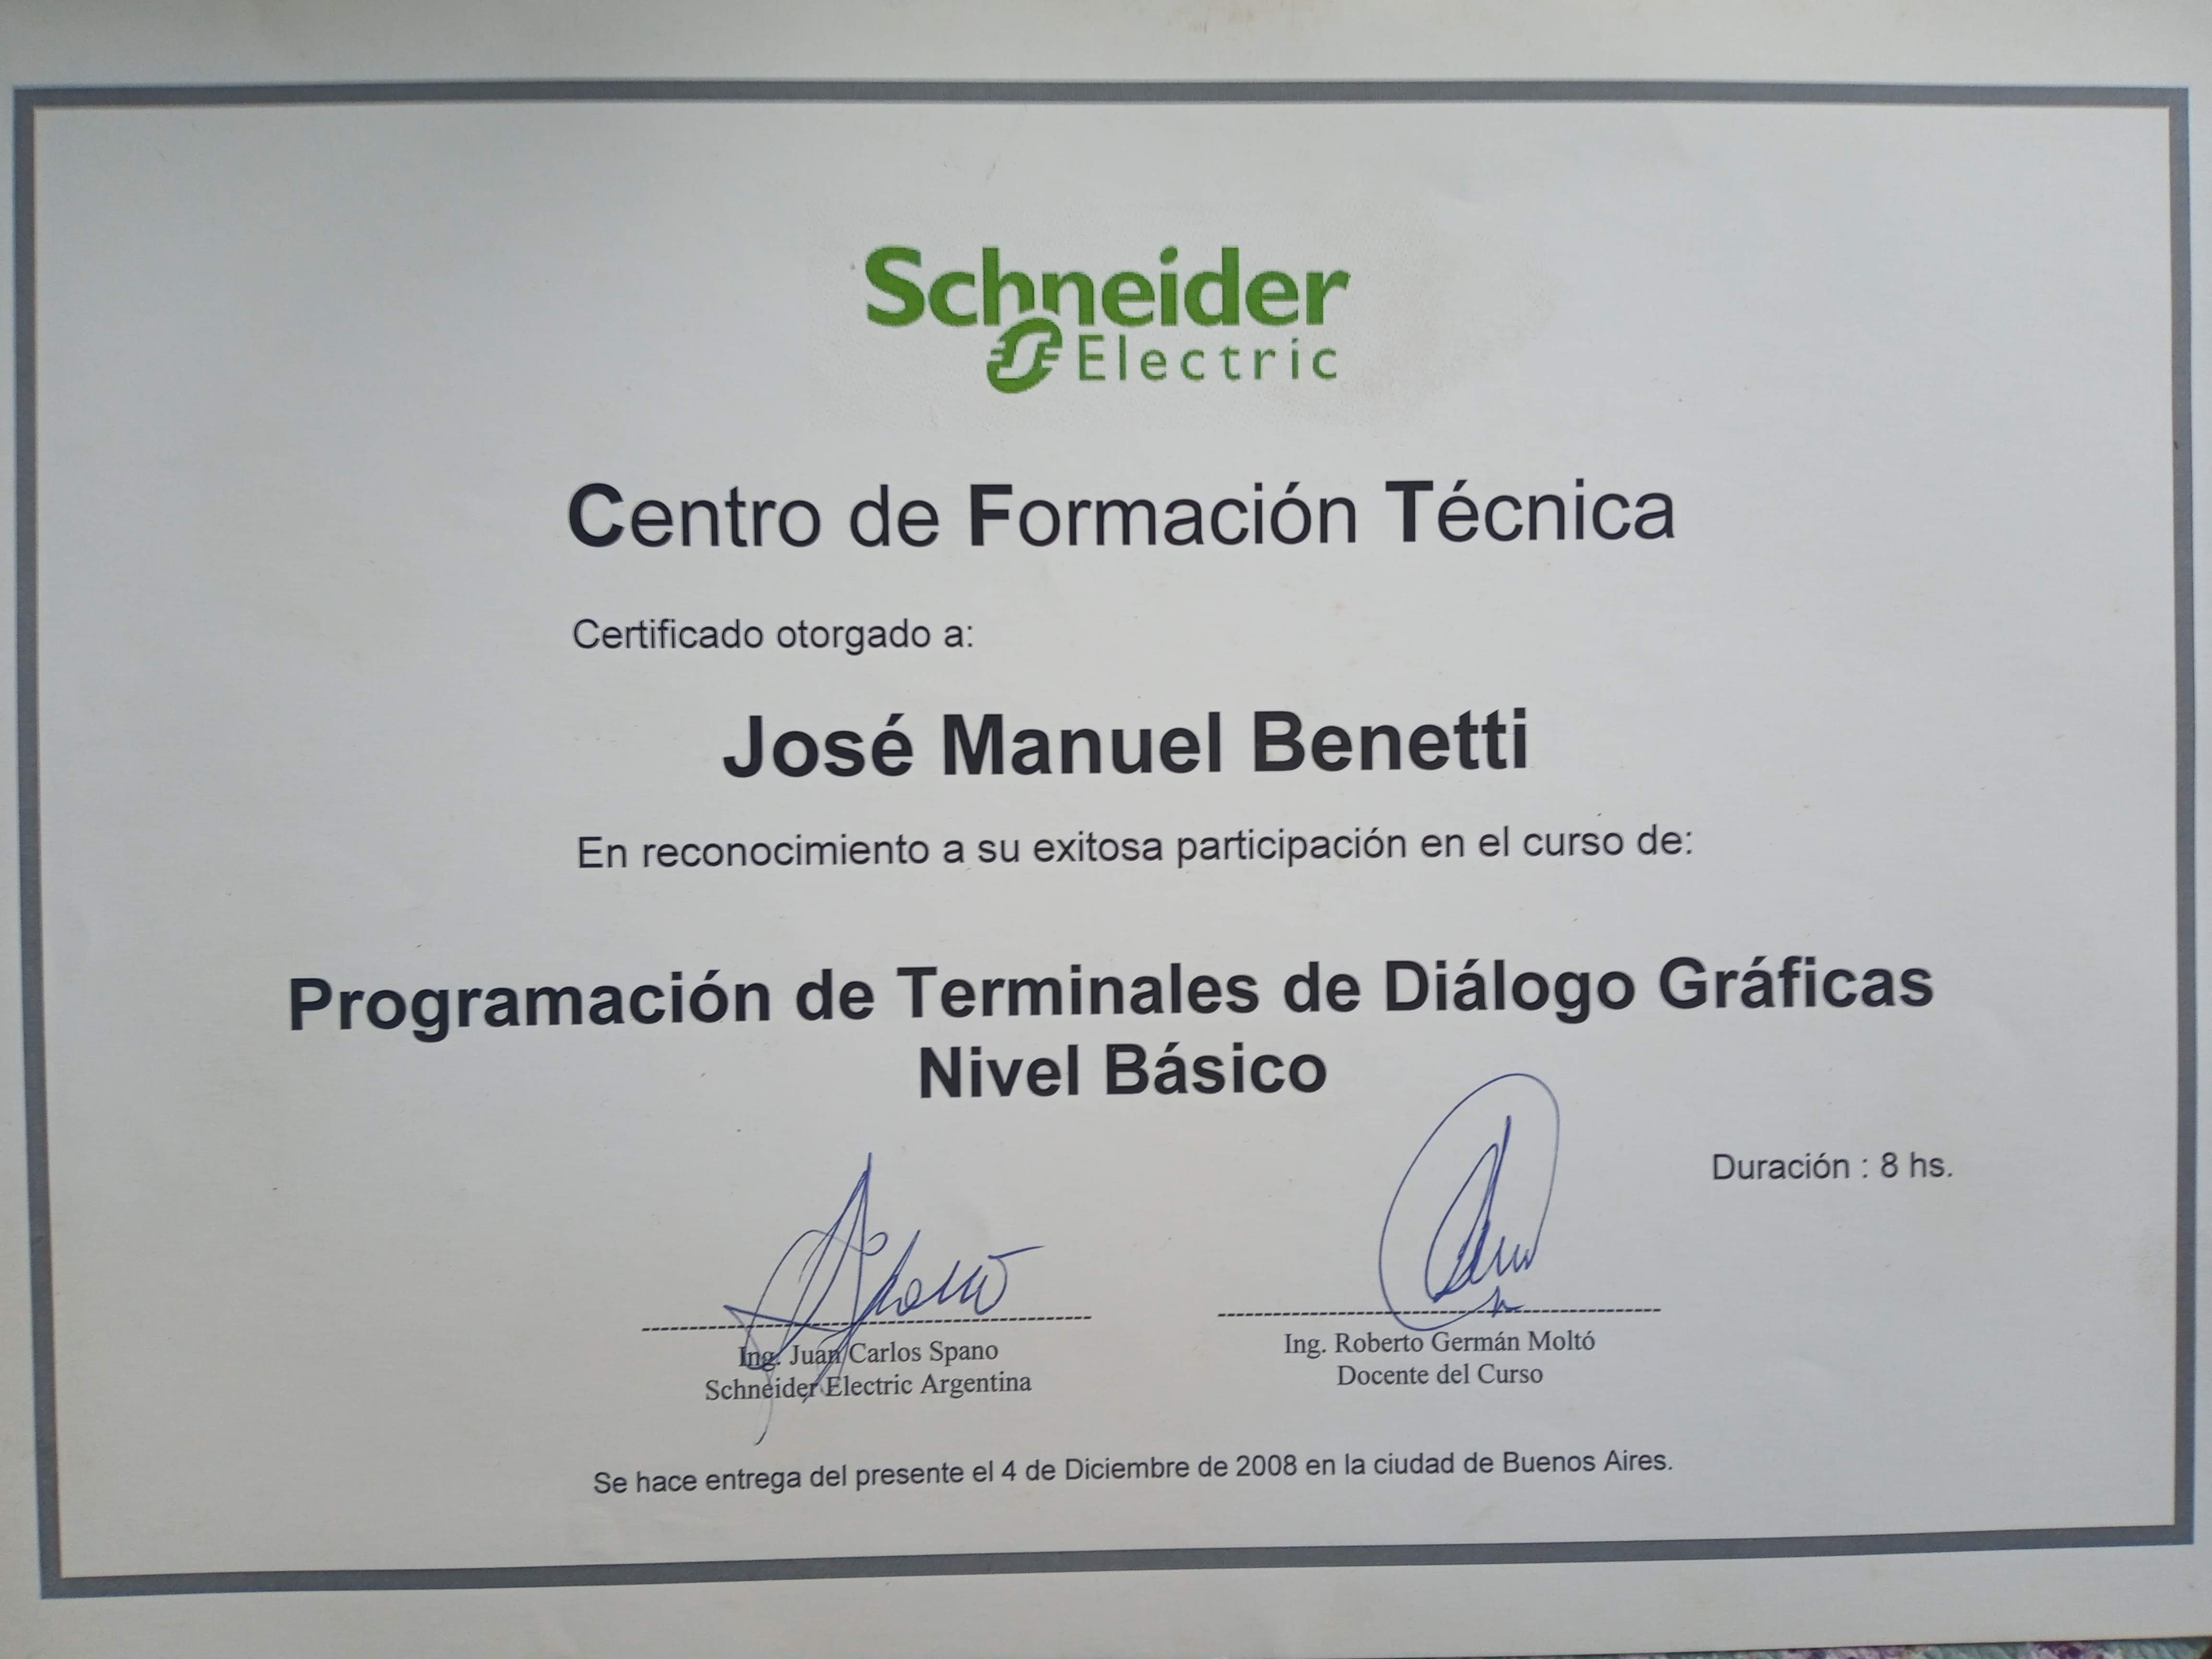 Schneider
Electric
Centro de Formación Técnica
Certificado otorgado a:
José Manuel Benetti
En reconocimiento a su exitosa participación en el curso de:
Programación de Terminales de Diálogo Gráficas
Nivel Básico
Duración : 8 hs.
Ing. Juan Carlos Spano
Schneider Electric Argentina
Ing. Roberto Germán Moltó
Docente del Curso
Se hace entrega del presente el 4 de Diciembre de 2008 en la ciudad de Buenos Aires.